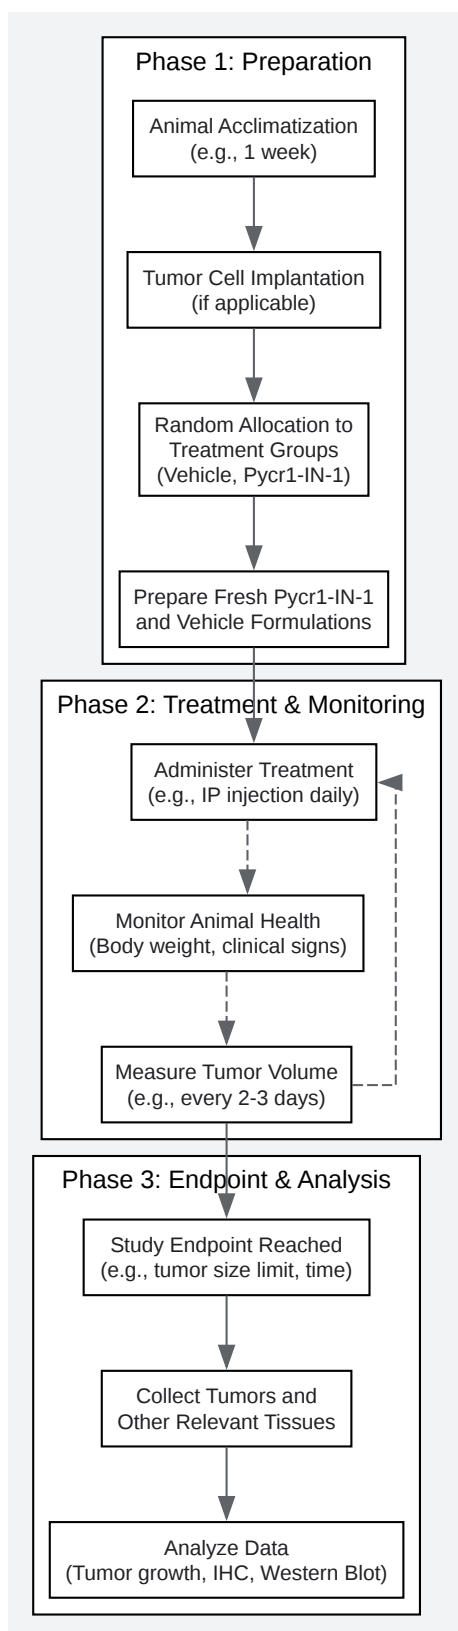 Phase 1: Preparation
Animal Acclimatization
(e.g., 1 week)
Tumor Cell Implantation
(if applicable)
Random Allocation to
Treatment Groups
(Vehicle, Pycr1-IN-1)
Prepare Fresh Pycr1-IN-1
and Vehicle Formulations
Phase 2: Treatment & Monitoring
Administer Treatment
(e.g., IP injection daily)
Monitor Animal Health
(Body weight, clinical signs)
Measure Tumor Volume
(e.g., every 2-3 days)
Phase 3: Endpoint & Analysis
Study Endpoint Reached
(e.g., tumor size limit, time)
Collect Tumors and
Other Relevant Tissues
Analyze Data
(Tumor growth, IHC, Western Blot)